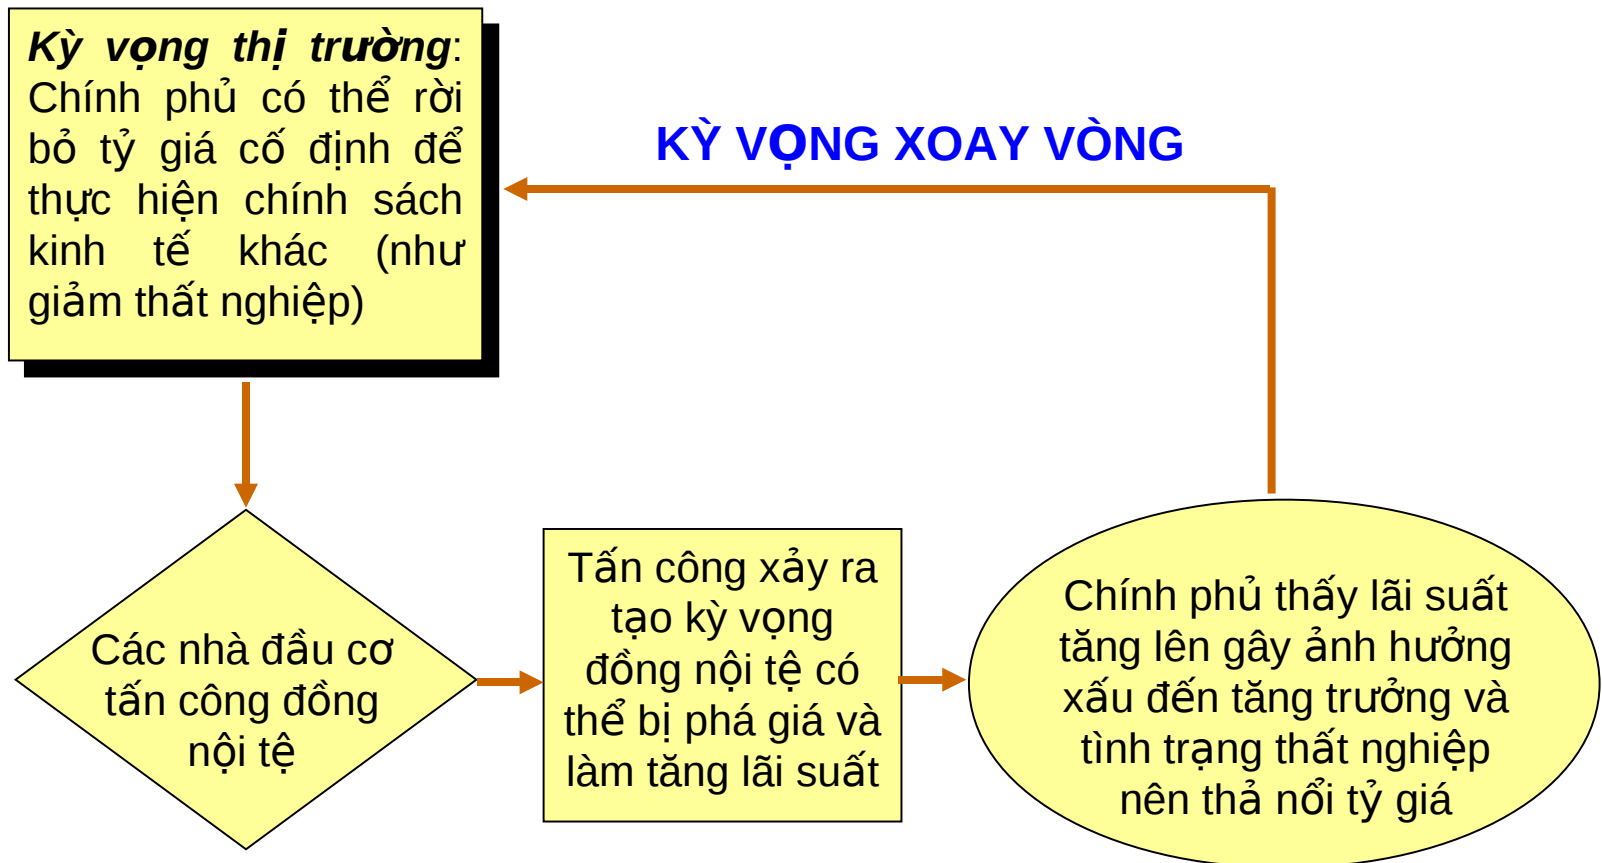 Kỳ vọng thị trường:
Chính phủ có thể rời
bỏ tỷ giá cố định để
thực hiện chính sách
kinh tế khác (như
giảm thất nghiệp)
KỲ VỌNG XOAY VÒNG
Các nhà đầu cơ
tấn công đồng
nội tệ
Tấn công xảy ra
tạo kỳ vọng
đồng nội tệ có
thể bị phá giá và
làm tăng lãi suất
Chính phủ thấy lãi suất
tăng lên gây ảnh hưởng
xấu đến tăng trưởng và
tình trạng thất nghiệp
nên thả nổi tỷ giá